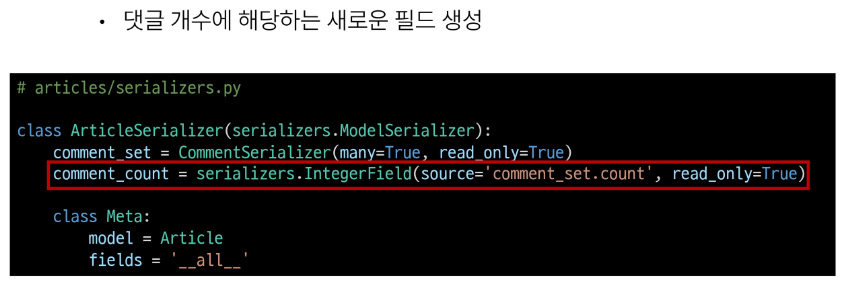 • 댓글 개수에 해당하는 새로운 필드 생성
# articles/serializers.py
class ArticleSerializer(serializers.ModelSerializer):
    comment_set = CommentSerializer(many=True, read_only=True)
    comment_count = serializers.IntegerField(source='comment_set.count', read_only=True)
    class Meta:
        model = Article
        fields = '__all__'